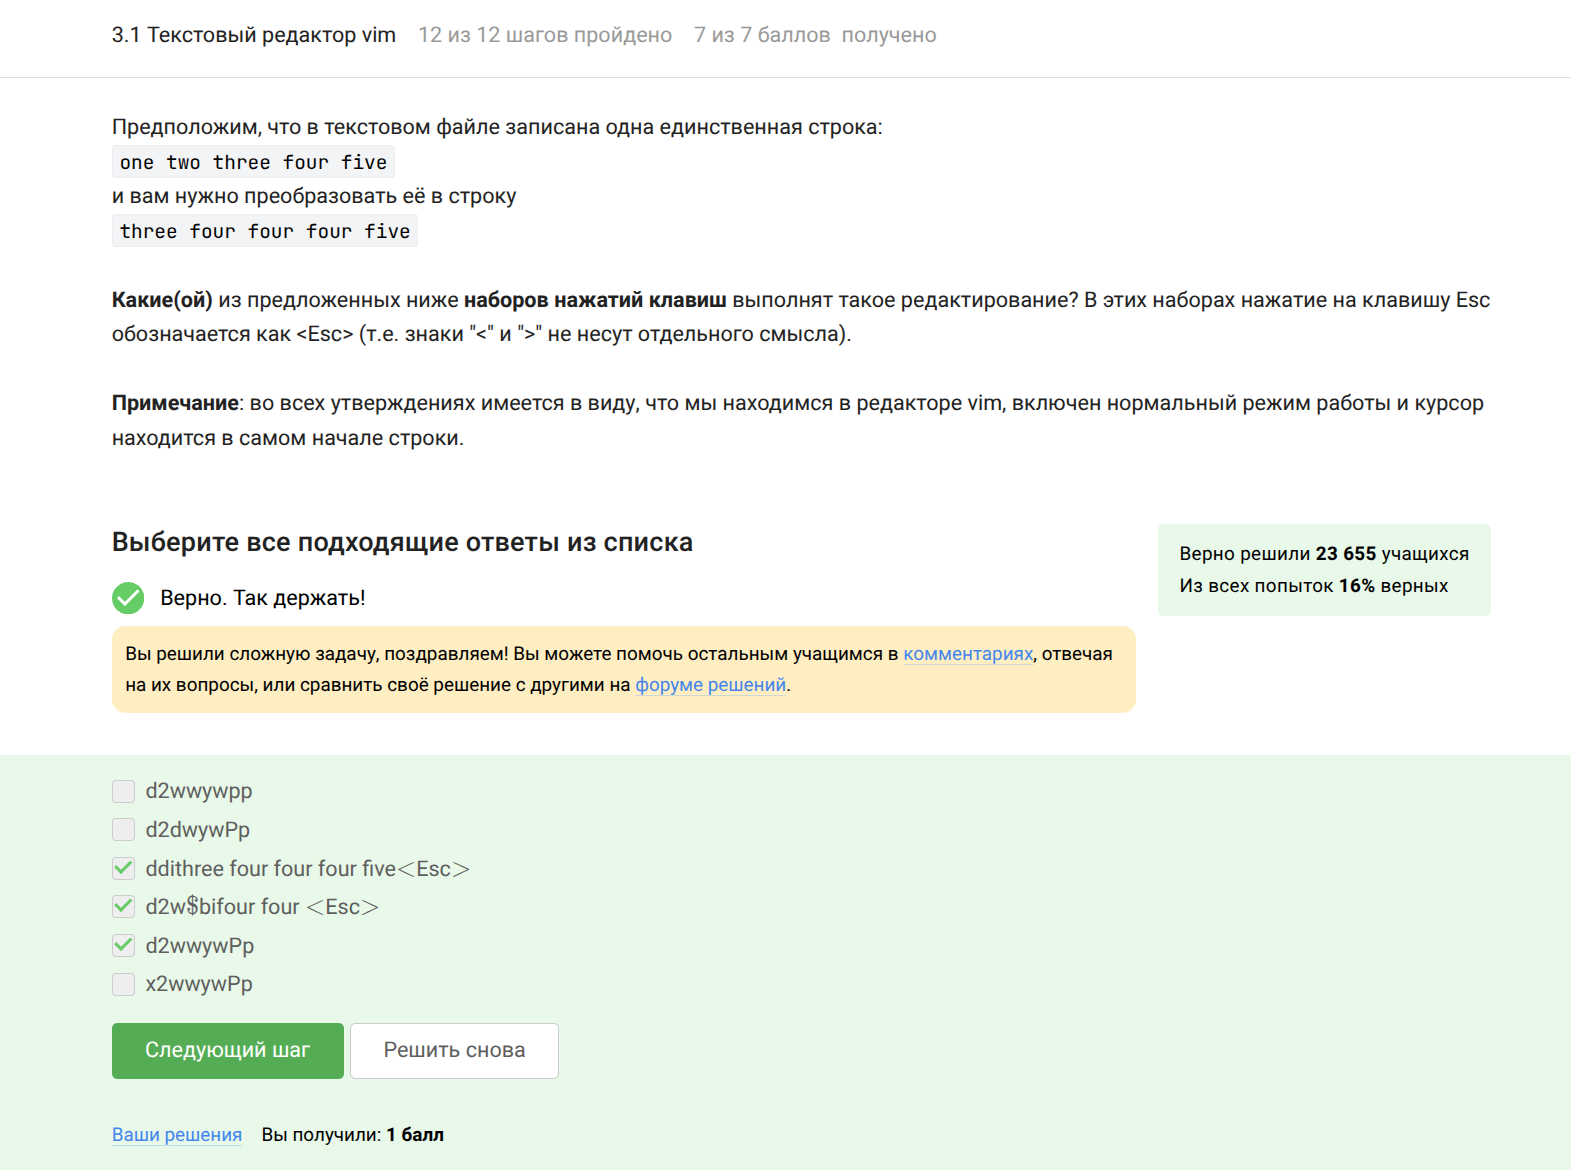 3.1 Текстовый редактор vim 12 из 12 шагов пройдено 7 из 7 баллов получено
Предположим, что в текстовом файле записана одна единственная строка:
one two three four five
и вам нужно преобразовать её в строку
three four four four five
Какие(ой) из предложенных ниже наборов нажатий клавиш выполнят такое редактирование? В этих наборах нажатие на клавишу Esc
обозначается как <Esc> (т.е. знаки "<" и ">" не несут отдельного смысла).
Примечание: во всех утверждениях имеется в виду, что мы находимся в редакторе vim, включен нормальный режим работы и курсор
находится в самом начале строки.
Выберите все подходящие ответы из списка
Верно решили 23 655 учащихся
Из всех попыток 16% верных
Верно. Так держать!
Вы решили сложную задачу, поздравляем! Вы можете помочь остальным учащимся в комментариях, отвечая
на их вопросы, или сравнить своё решение с другими на форуме решений.
d2wwywpp
d2dwywPp
ddithree four four four five<Esc>
d2w$bifour four <Esc>
d2wwywPp
x2wwywPp
Следующий шаг
Решить снова
Ваши решения Вы получили: 1 балл